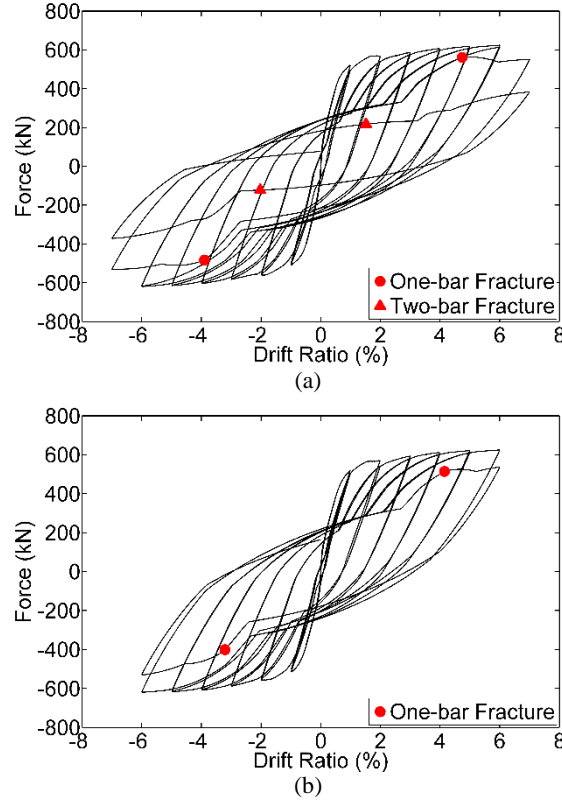 800
600
400
200
0
-200
-400
-600
-800
Force (kN)
-8 -6 -4 -2 0 2 4 6 8
Drift Ratio (%)
One-bar Fracture
Two-bar Fracture
(a)
800
600
400
200
0
-200
-400
-600
-800
Force (kN)
-8 -6 -4 -2 0 2 4 6 8
Drift Ratio (%)
One-bar Fracture
(b)